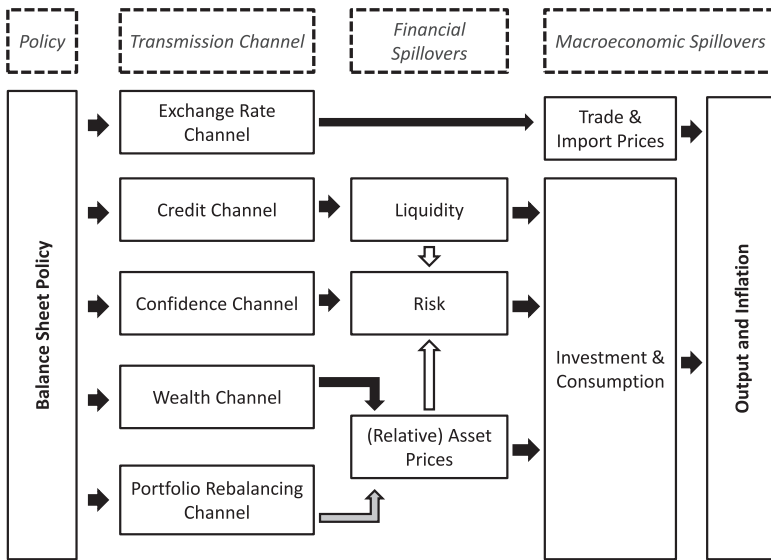 Policy
Transmission Channel
Financial
Spillovers
Macroeconomic Spillovers
Balance Sheet Policy
Exchange Rate
Channel
Trade &
Import Prices
Credit Channel
Liquidity
Confidence Channel
Risk
Wealth Channel
(Relative) Asset
Prices
Portfolio Rebalancing
Channel
Investment &
Consumption
Output and Inflation